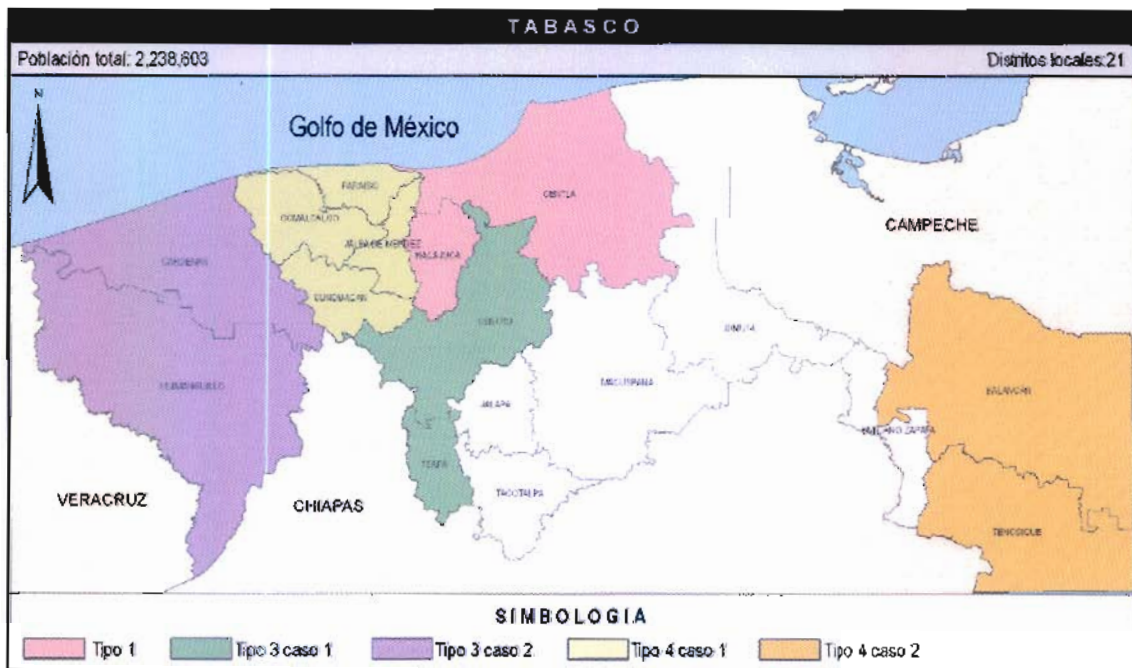 TABASCO
Población total: 2,238,603
Distritos locales:21
N
Golfo de México
PARAISO
CENTLA
COMALCALCO
CAMPECHE
JALPA DE MENDEZ
NACAJUCA
CARDENAS
CUNDUACAN
CENTRO
JONUTA
HUIMANGUILLO
MACUSPANA
JALAPA
BALANCAN
EMILIANO ZAPATA
TEAPA
VERACRUZ
CHIAPAS
TACOTALPA
TENOSIQUE
SIMBOLOGIA
Tipo 1
Tipo 3 caso 1
Tipo 3 caso 2
Tipo 4 caso 1
Tipo 4 caso 2